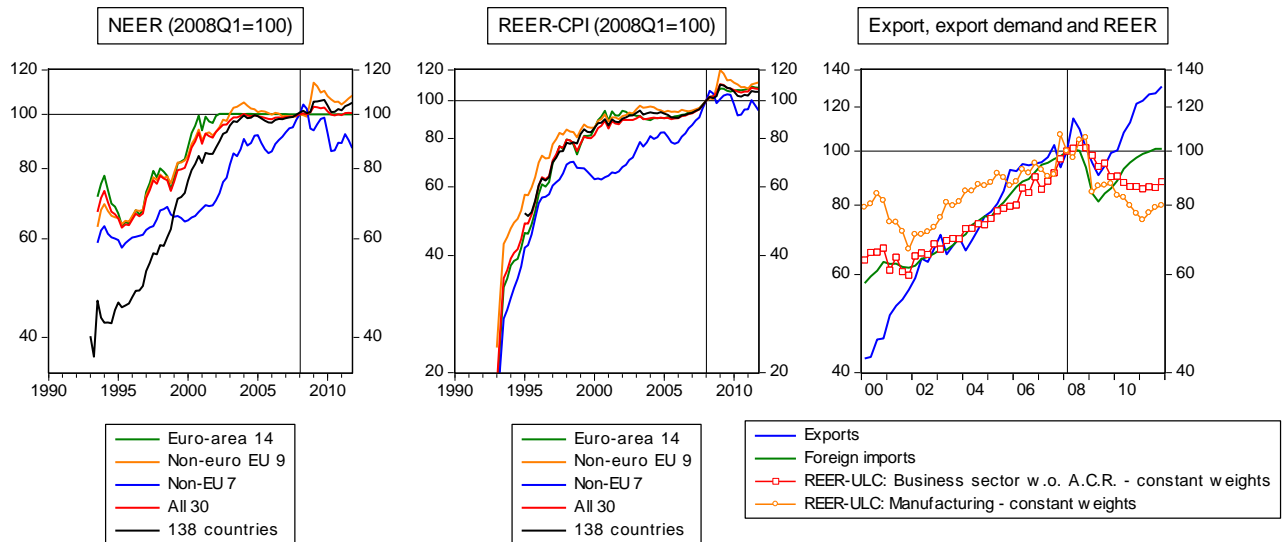 NEER (2008Q1=100)
120 120
100 100
80 80
60 60
40 40
1990 1995 2000 2005 2010
Euro-area 14
Non-euro EU 9
Non-EU 7
All 30
138 countries
REER-CPI (2008Q1=100)
120 120
100 100
80 80
60 60
40 40
20 20
1990 1995 2000 2005 2010
Euro-area 14
Non-euro EU 9
Non-EU 7
All 30
138 countries
Export, export demand and REER
140 140
120 120
100 100
80 80
60 60
40 40
00 02 04 06 08 10
Exports
Foreign imports
REER-ULC: Business sector w.o. A.C.R. - constant weights
REER-ULC: Manufacturing - constant weights